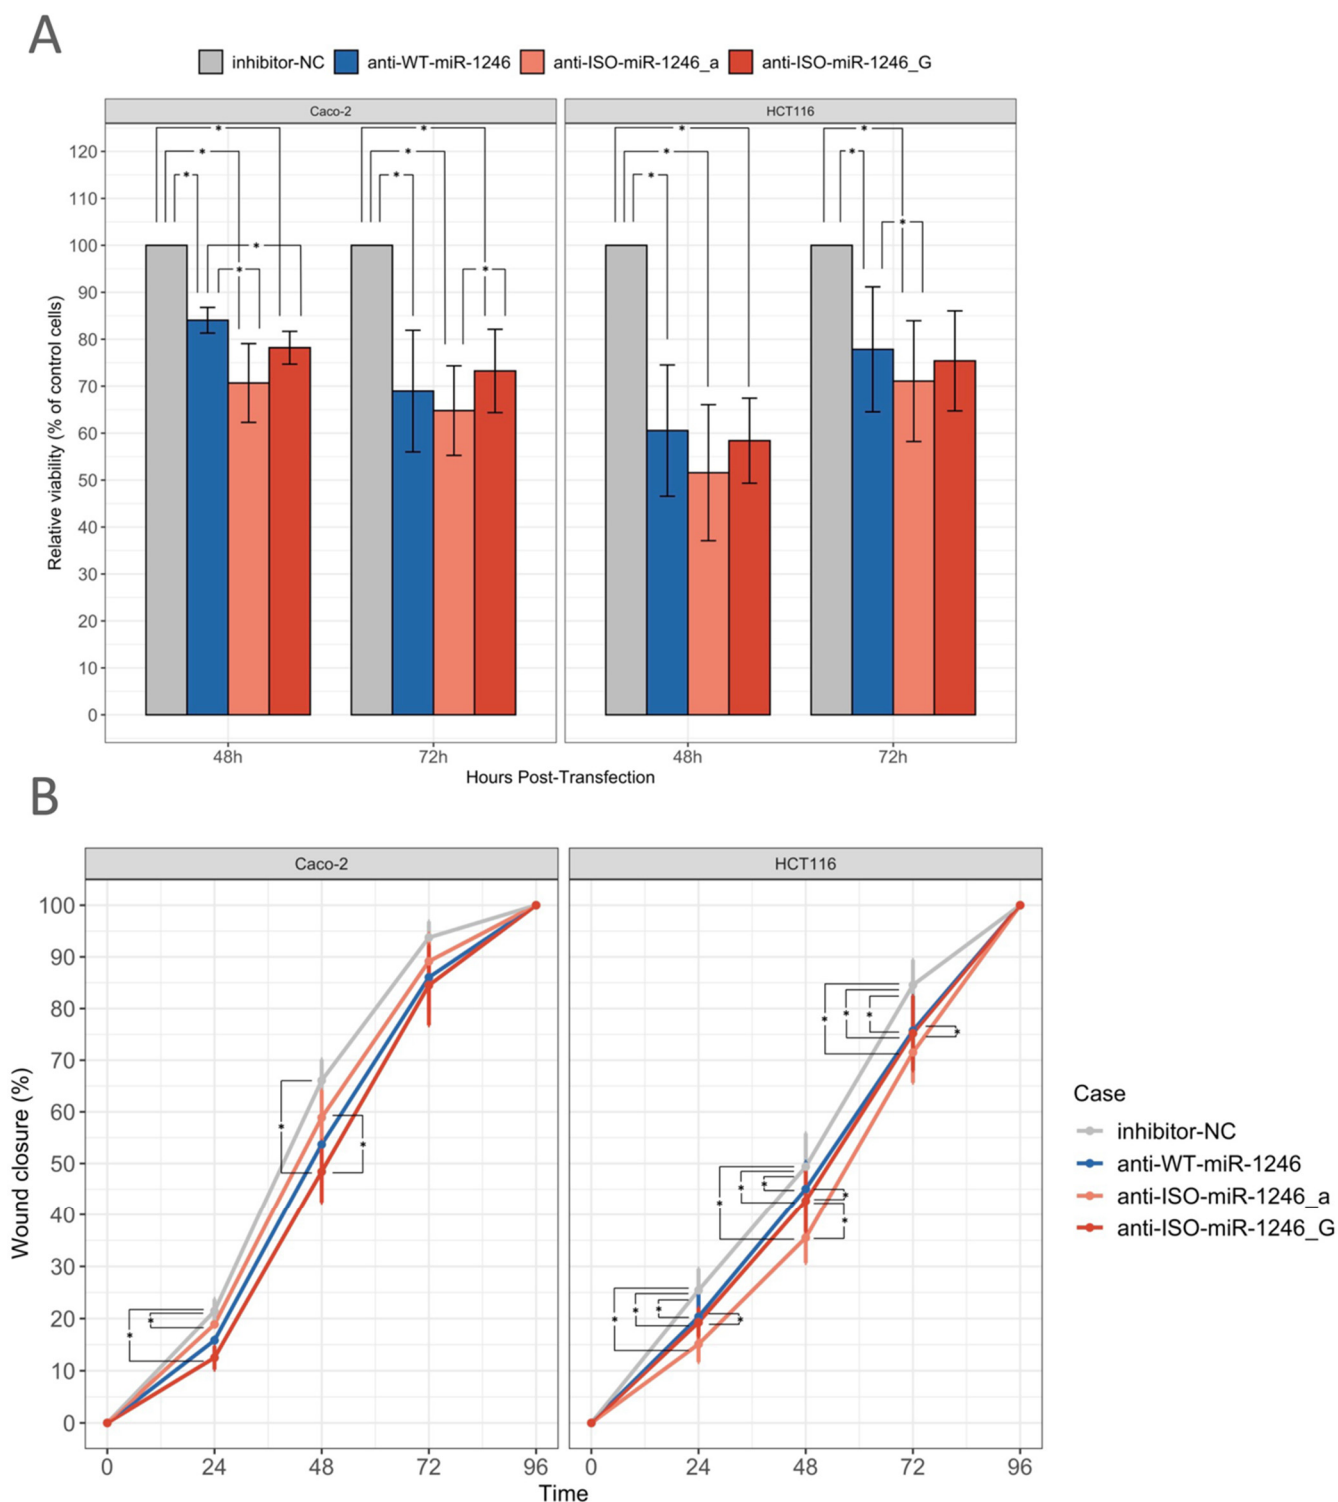 A
inhibitor-NC anti-WT-miR-1246 anti-ISO-miR-1246_a anti-ISO-miR-1246_G
Caco-2 HCT116
120
110
100
90
80
70
60
50
40
30
20
10
0
Relative viability (% of control cells)
48h 72h 48h 72h
Hours Post-Transfection
B
Caco-2 HCT116
100
90
80
70
60
50
40
30
20
10
0
Wound closure (%)
0 24 48 72 96 0 24 48 72 96
Time
Case
inhibitor-NC
anti-WT-miR-1246
anti-ISO-miR-1246_a
anti-ISO-miR-1246_G